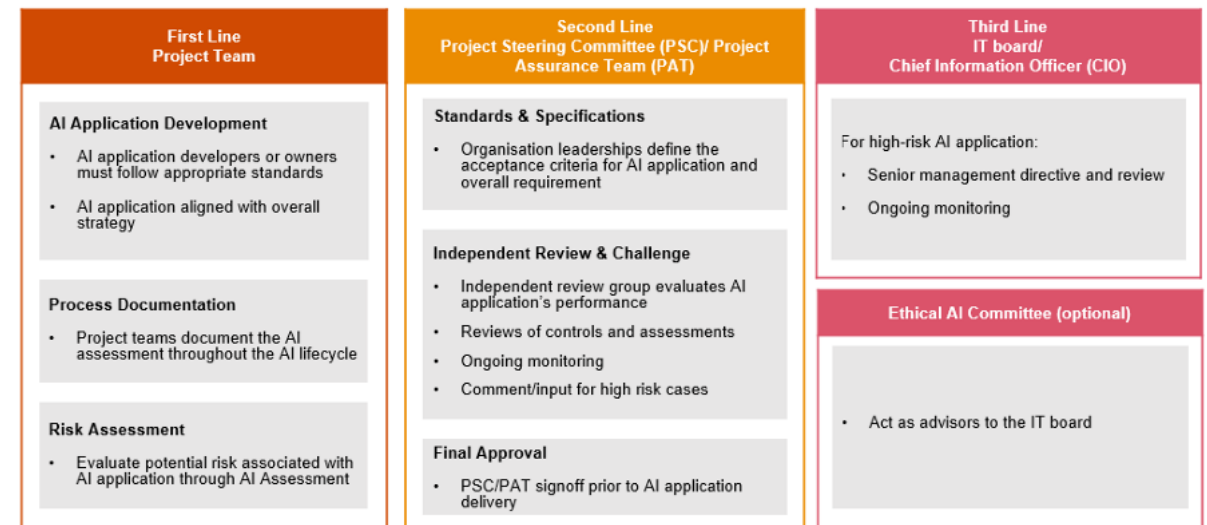 First Line
Project Team
AI Application Development
• AI application developers or owners
must follow appropriate standards
• AI application aligned with overall
strategy
Process Documentation
• Project teams document the AI
assessment throughout the AI lifecycle
Risk Assessment
• Evaluate potential risk associated with
AI application through AI Assessment
Second Line
Project Steering Committee (PSC)/ Project
Assurance Team (PAT)
Standards & Specifications
• Organisation leaderships define the
acceptance criteria for AI application and
overall requirement
Independent Review & Challenge
• Independent review group evaluates AI
application's performance
• Reviews of controls and assessments
• Ongoing monitoring
• Comment/input for high risk cases
Final Approval
• PSC/PAT signoff prior to AI application
delivery
Third Line
IT board/
Chief Information Officer (CIO)
For high-risk AI application:
• Senior management directive and review
• Ongoing monitoring
Ethical AI Committee (optional)
• Act as advisors to the IT board